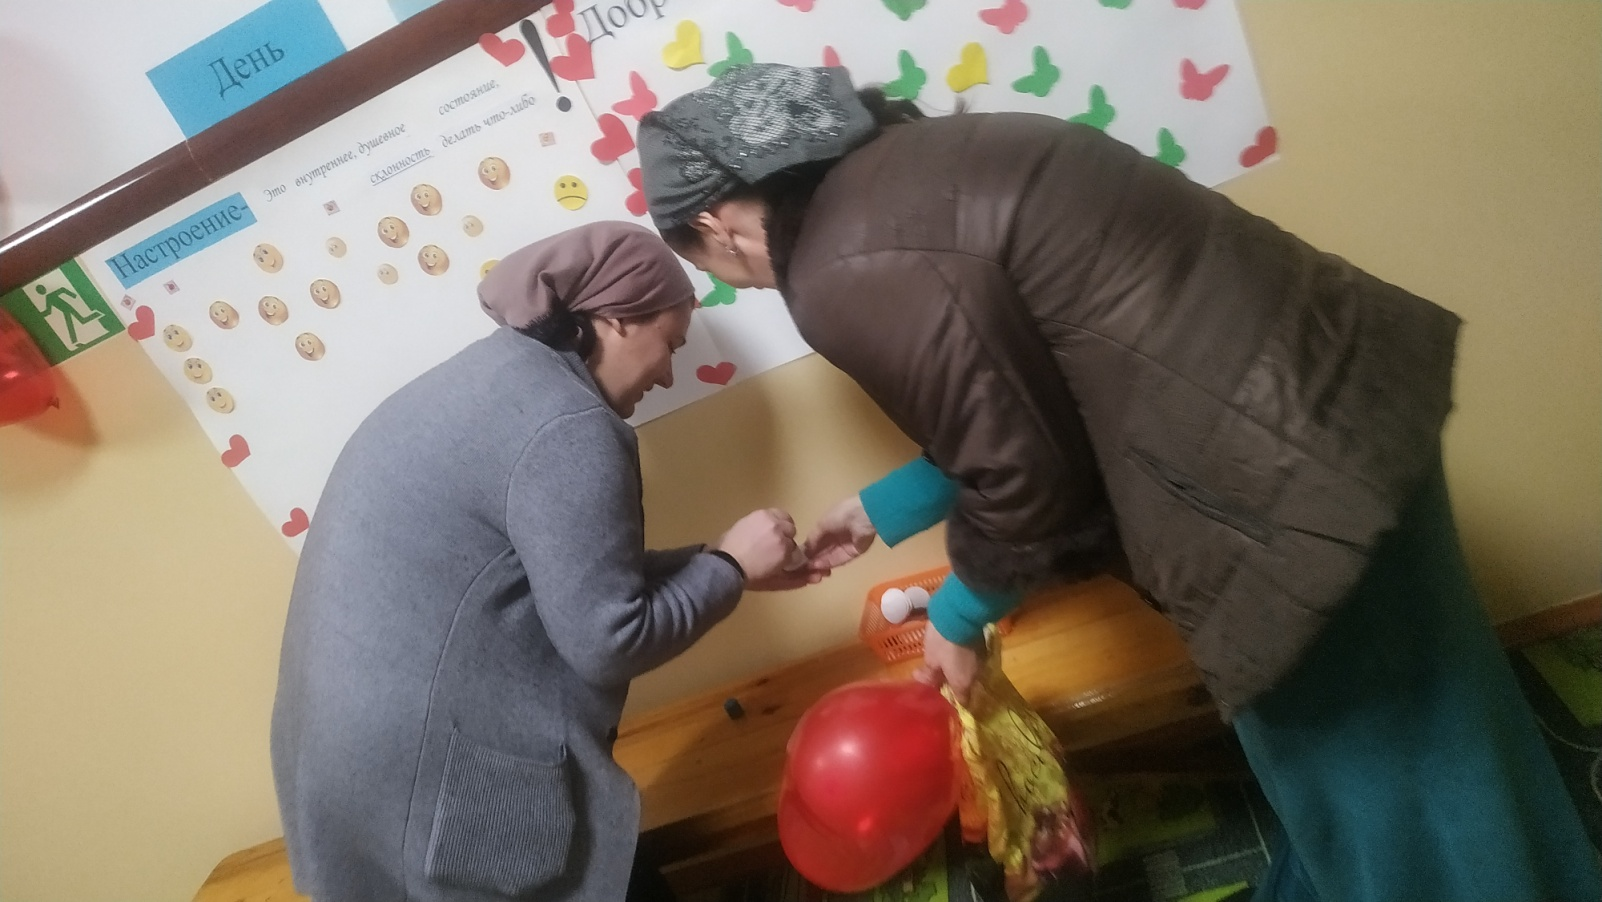 День
Добр
!
Настроение-
Это внутреннее, душевное состояние,
склонность делать что-либо